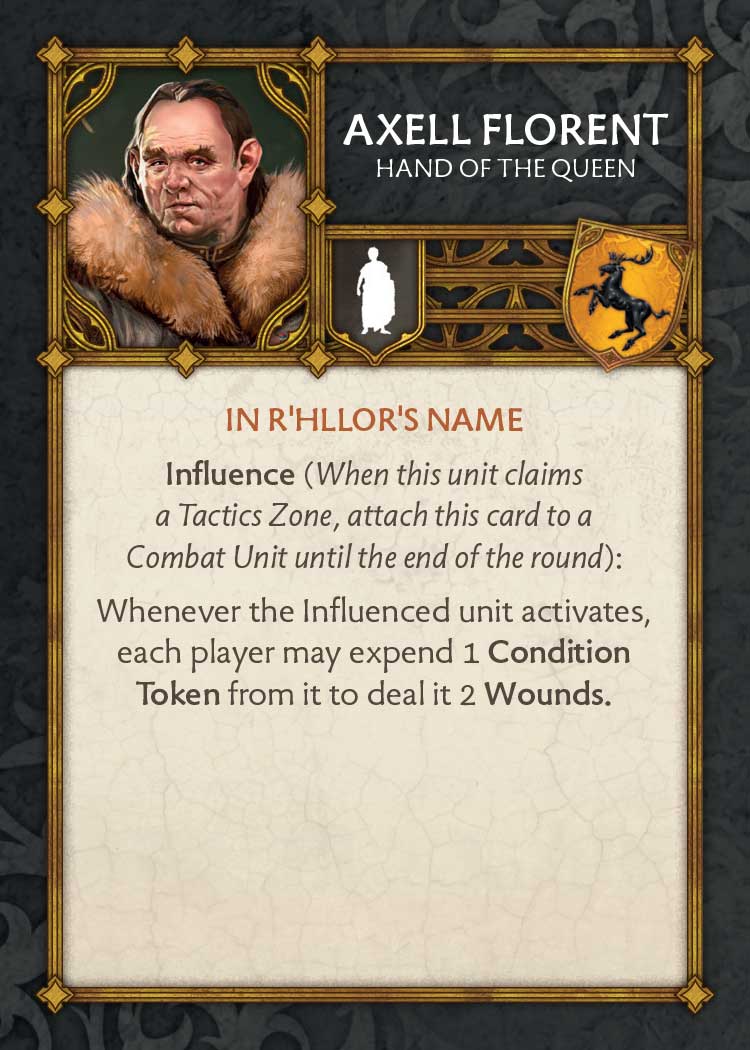 AXELL FLORENT
HAND OF THE QUEEN
IN R'HLLOR'S NAME
Influence (When this unit claims
a Tactics Zone, attach this card to a
Combat Unit until the end of the round):
Whenever the Influenced unit activates,
each player may expend 1 Condition
Token from it to deal it 2 Wounds.